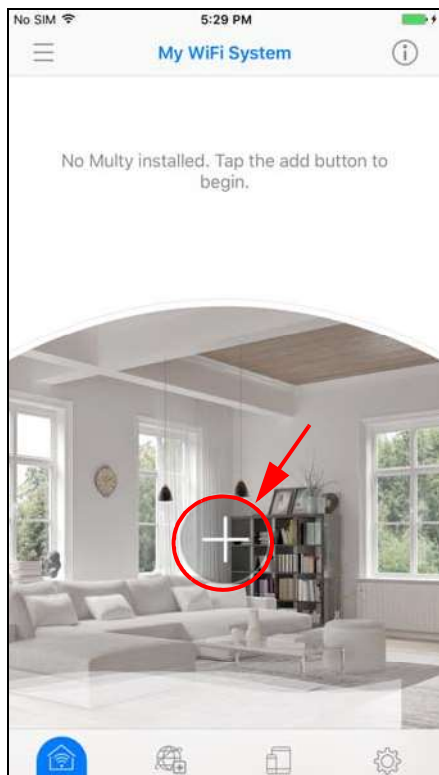 No SIM 5:29 PM
My WiFi System
No Multy installed. Tap the add button to
begin.